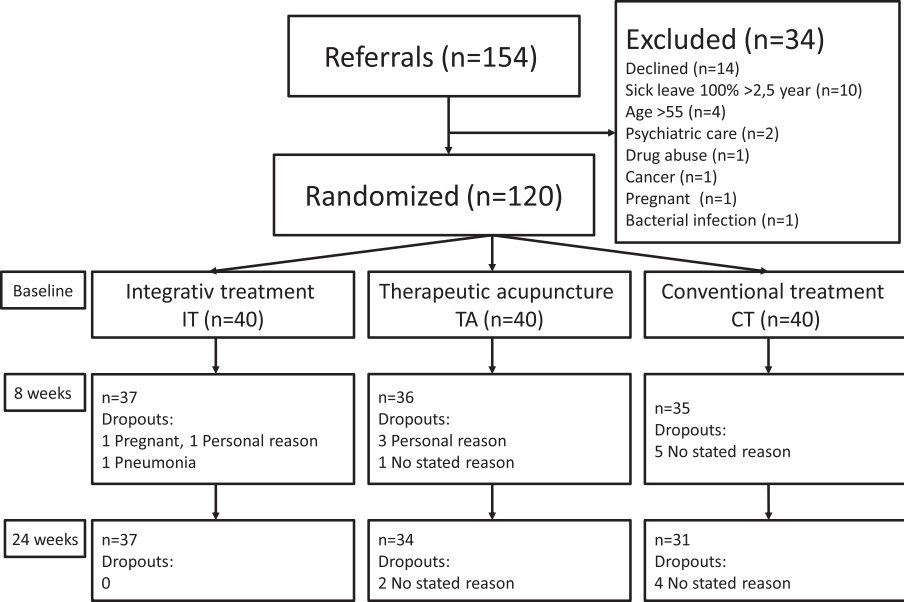 Referrals (n=154)
Excluded (n=34)
Declined (n=14)
Sick leave 100% >2,5 year (n=10)
Age >55 (n=4)
Psychiatric care (n=2)
Drug abuse (n=1)
Cancer (n=1)
Pregnant (n=1)
Bacterial infection (n=1)
Randomized (n=120)
Baseline
Integrativ treatment
IT (n=40)
Therapeutic acupuncture
TA (n=40)
Conventional treatment
CT (n=40)
8 weeks
n=37
Dropouts:
1 Pregnant, 1 Personal reason
1 Pneumonia
n=36
Dropouts:
3 Personal reason
1 No stated reason
n=35
Dropouts:
5 No stated reason
24 weeks
n=37
Dropouts:
0
n=34
Dropouts:
2 No stated reason
n=31
Dropouts:
4 No stated reason